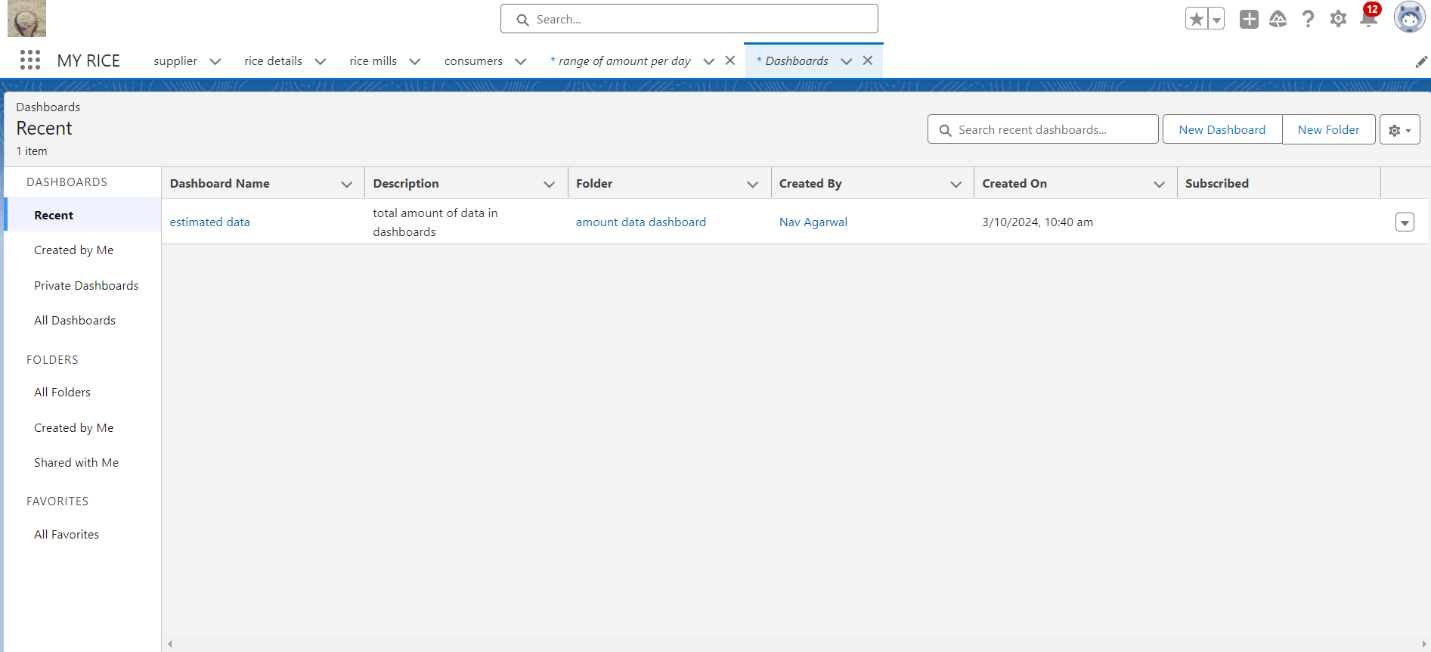 Search...
12
MY RICE
supplier
rice details
rice mills
consumers
* range of amount per day
* Dashboards
Dashboards
Recent
1 item
Search recent dashboards...
New Dashboard
New Folder
DASHBOARDS
Recent
Created by Me
Private Dashboards
All Dashboards
FOLDERS
All Folders
Created by Me
Shared with Me
FAVORITES
All Favorites
Dashboard Name
Description
Folder
Created By
Created On
Subscribed
estimated data
total amount of data in
dashboards
amount data dashboard
Nav Agarwal
3/10/2024, 10:40 am